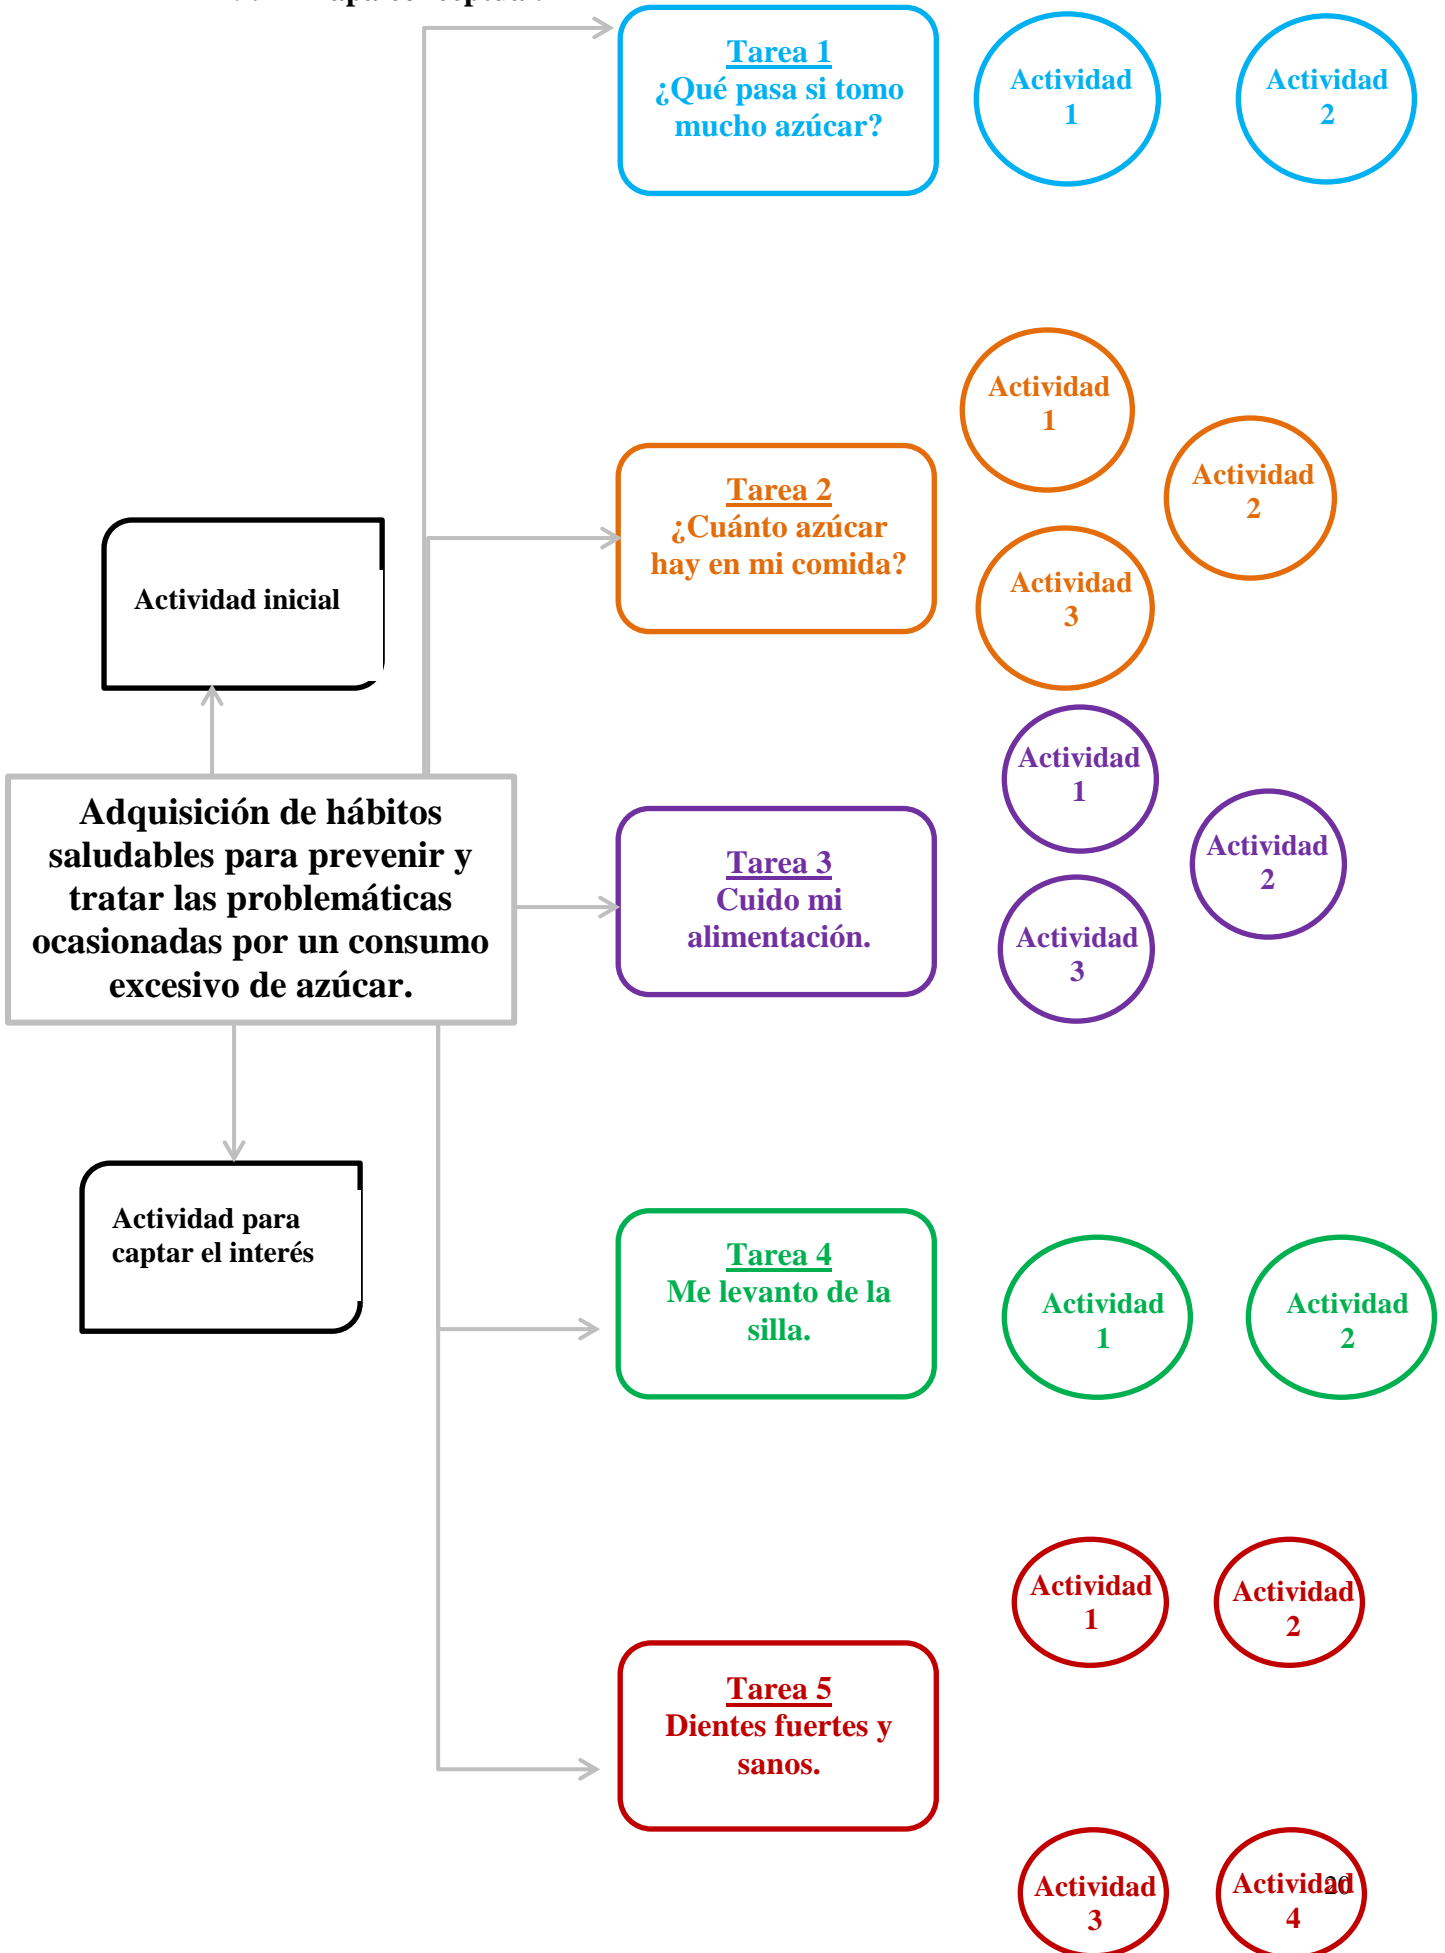 Tarea 1
¿Qué pasa si tomo
mucho azúcar?
Actividad
1
Actividad
2
Tarea 2
¿Cuánto azúcar
hay en mi comida?
Actividad
1
Actividad
2
Actividad
3
Actividad inicial
Adquisición de hábitos
saludables para prevenir y
tratar las problemáticas
ocasionadas por un consumo
excesivo de azúcar.
Tarea 3
Cuido mi
alimentación.
Actividad
1
Actividad
2
Actividad
3
Actividad para
captar el interés
Tarea 4
Me levanto de la
silla.
Actividad
1
Actividad
2
Tarea 5
Dientes fuertes y
sanos.
Actividad
1
Actividad
2
Actividad
3
Actividad
4
20